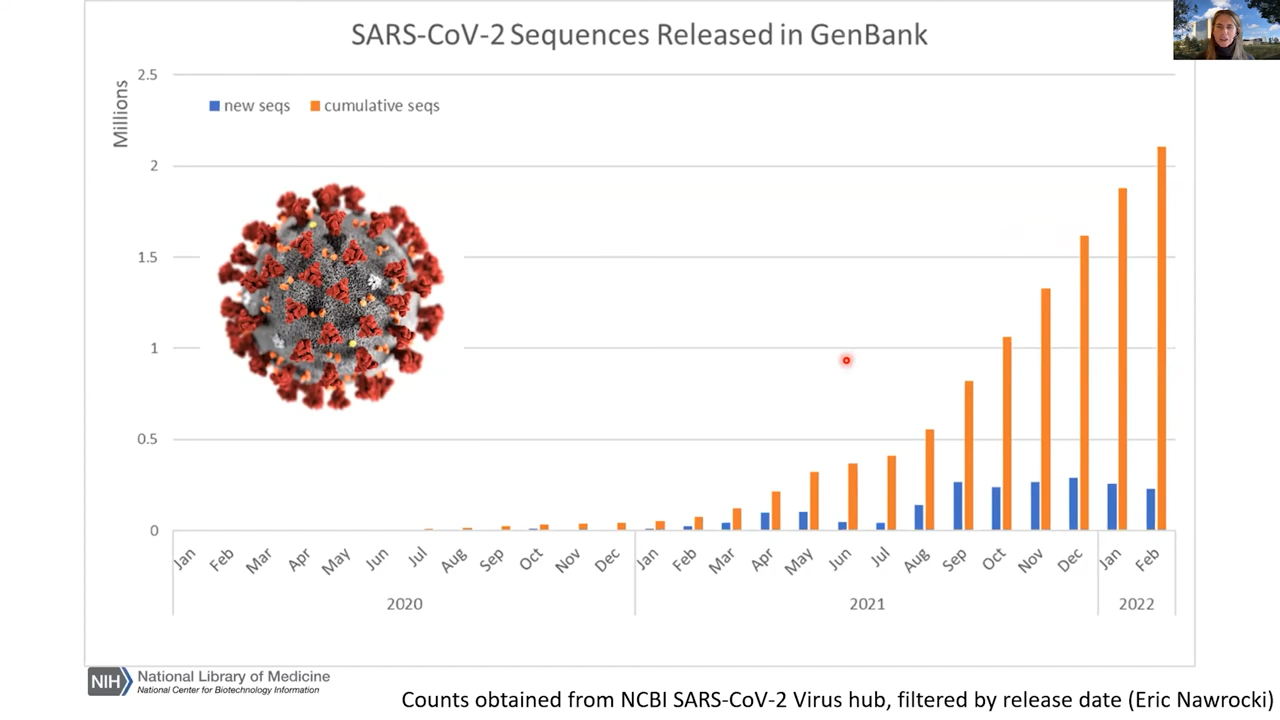 SARS-CoV-2 Sequences Released in GenBank
Millions
new seqs cumulative seqs
2.5
2
1.5
1
0.5
0
Jan Feb Mar Apr May Jun Jul Aug Sep Oct Nov Dec Jan Feb Mar Apr May Jun Jul Aug Sep Oct Nov Dec Jan Feb
2020 2021 2022
NIH National Library of Medicine
National Center for Biotechnology Information
Counts obtained from NCBI SARS-CoV-2 Virus hub, filtered by release date (Eric Nawrocki)